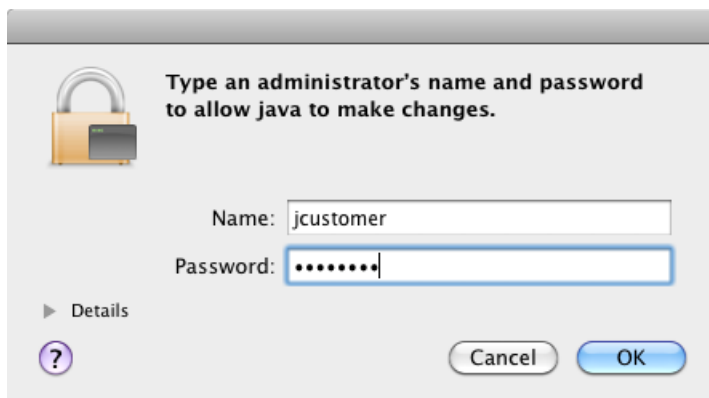 Type an administrator's name and password
to allow java to make changes.
Name: jcustomer
Password: ••••••••
Details
?
Cancel OK